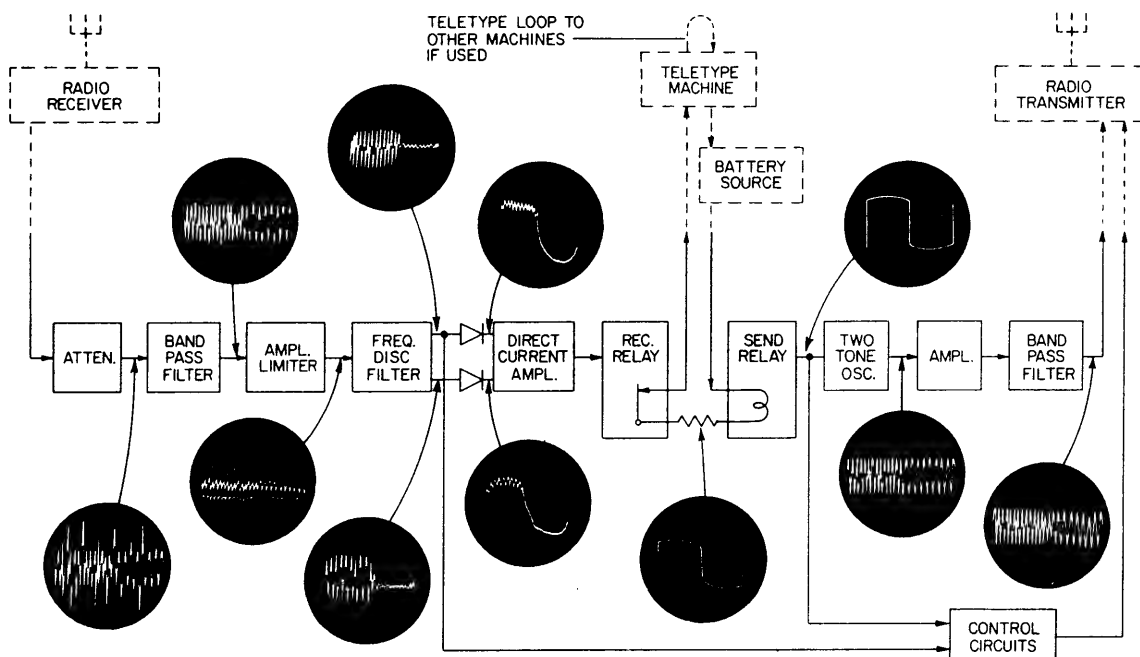 TELETYPE LOOP TO
OTHER MACHINES
IF USED
RADIO
RECEIVER
TELETYPE
MACHINE
RADIO
TRANSMITTER
BATTERY
SOURCE
ATTEN.
BAND
PASS
FILTER
AMPL.
LIMITER
FREQ.
DISC
FILTER
DIRECT
CURRENT
AMPL.
REC.
RELAY
SEND
RELAY
TWO
TONE
OSC.
AMPL.
BAND
PASS
FILTER
CONTROL
CIRCUITS